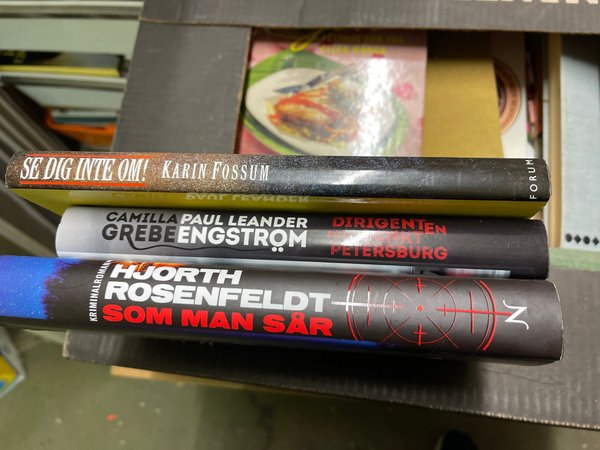 SE DIG INTE OM! KARIN FOSSUM FORUM
CAMILLA GREBE
PAUL LEANDER ENGSTRÖM
DIRIGENTEN
PETERSBURG
KRIMINALROMAN
HJORTH
ROSENFELDT
SOM MAN SÅR
N